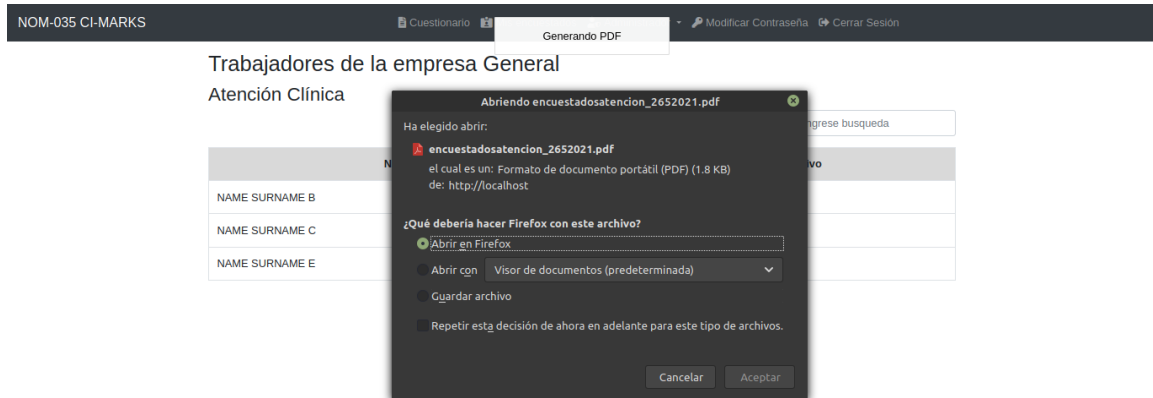 NOM-035 CI-MARKS
Cuestionario
Modificar Contraseña
Cerrar Sesión
Generando PDF
Trabajadores de la empresa General
Atención Clínica
ngrese busqueda
N
vo
NAME SURNAME B
NAME SURNAME C
NAME SURNAME E
Abriendo encuestadosatencion_2652021.pdf
Ha elegido abrir:
encuestadosatencion_2652021.pdf
el cual es un: Formato de documento portátil (PDF) (1.8 KB)
de: http://localhost
¿Qué debería hacer Firefox con este archivo?
Abrir en Firefox
Abrir con Visor de documentos (predeterminada)
Guardar archivo
Repetir esta decisión de ahora en adelante para este tipo de archivos.
Cancelar
Aceptar